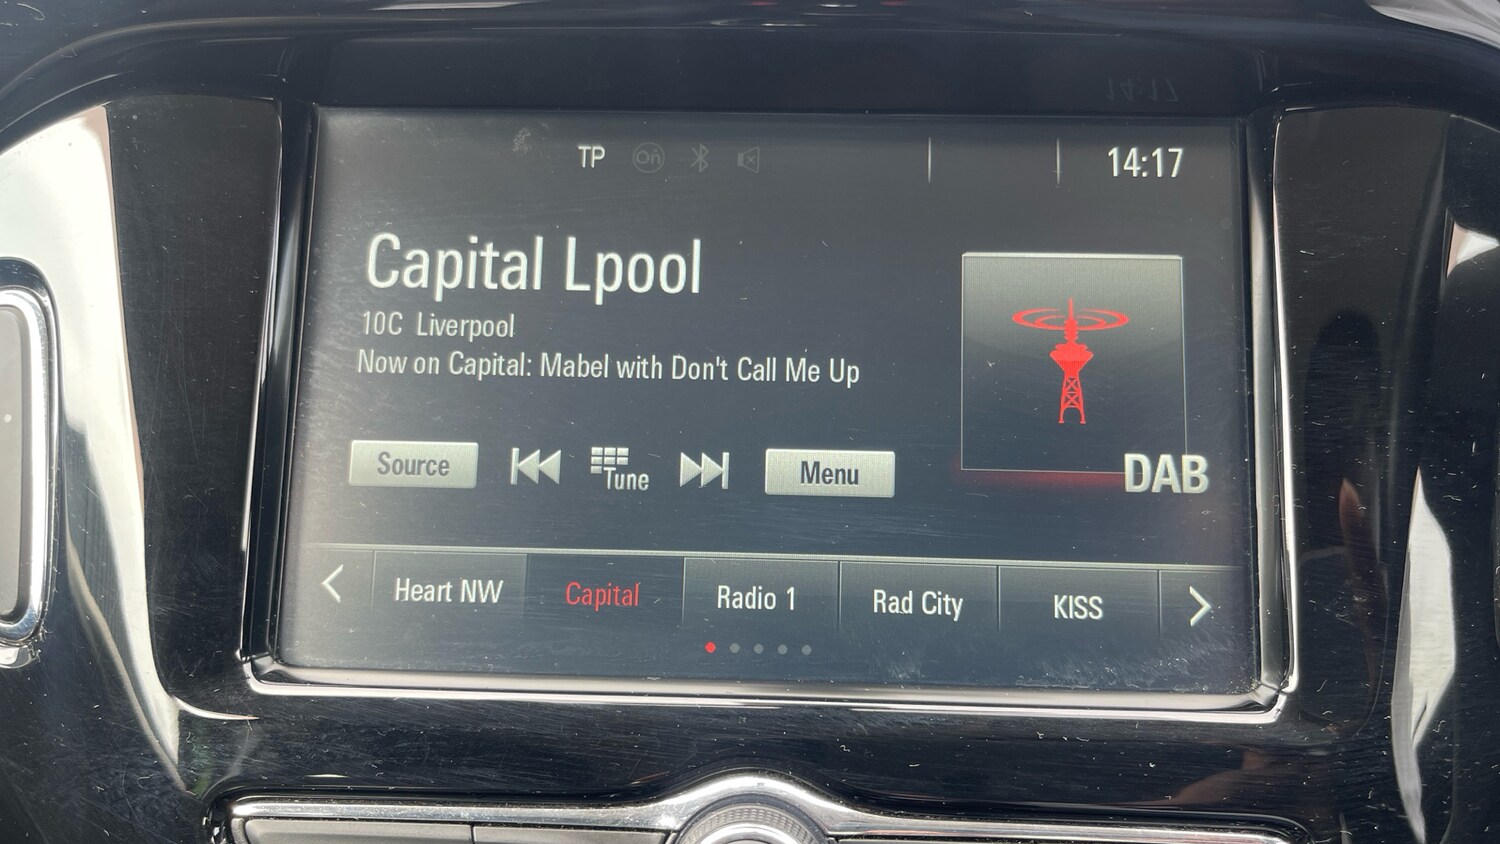 TP On 14:17
Capital Lpool
10C Liverpool
Now on Capital: Mabel with Don't Call Me Up
Source Tune Menu
DAB
Heart NW Capital Radio 1 Rad City KISS